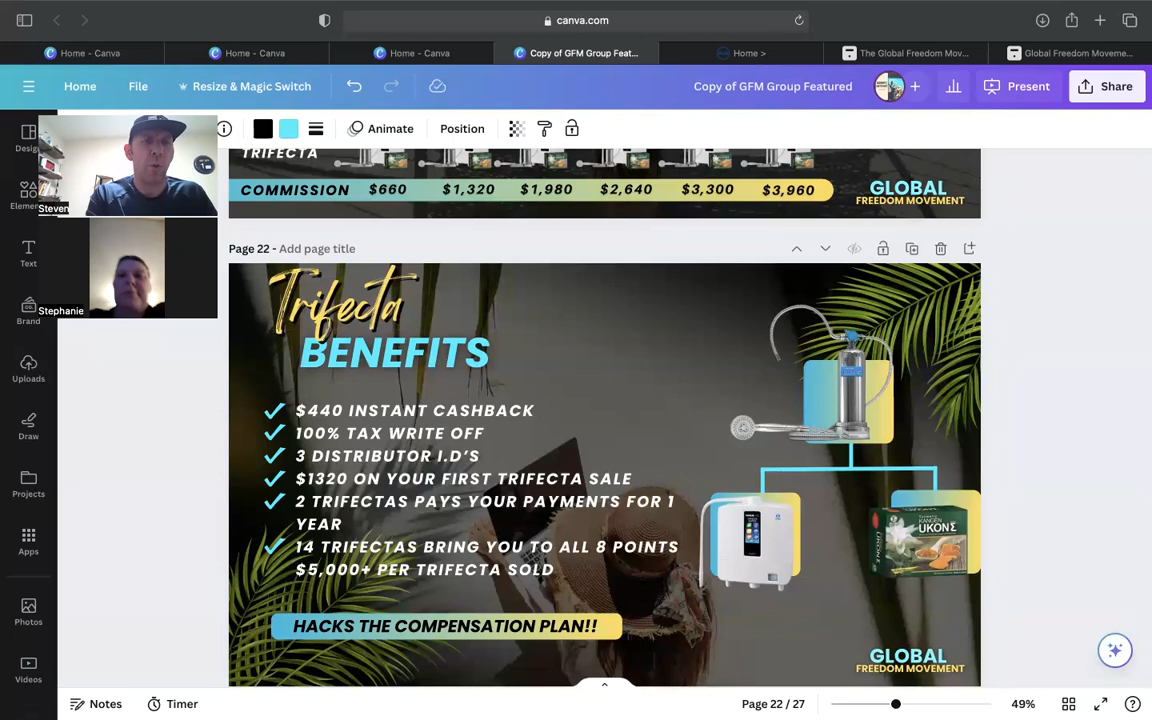 canva.com
Home - Canva
Home - Canva
Home - Canva
Copy of GFM Group Feat...
Home >
The Global Freedom Mov...
Global Freedom Moveme...
Home
File
Resize & Magic Switch
Copy of GFM Group Featured
Present
Share
Animate
Position
Desig
Elemen
Text
Brand
Uploads
Draw
Projects
Apps
Photos
Videos
Steven
Stephanie
TRIFECTA
COMMISSION $660 $1,320 $1,980 $2,640 $3,300 $3,960
GLOBAL
FREEDOM MOVEMENT
Page 22 - Add page title
Trifecta
BENEFITS
$440 INSTANT CASHBACK
100% TAX WRITE OFF
3 DISTRIBUTOR I.D'S
$1320 ON YOUR FIRST TRIFECTA SALE
2 TRIFECTAS PAYS YOUR PAYMENTS FOR 1
YEAR
14 TRIFECTAS BRING YOU TO ALL 8 POINTS
$5,000+ PER TRIFECTA SOLD
HACKS THE COMPENSATION PLAN!!
KANGEN
UKONΣ
GLOBAL
FREEDOM MOVEMENT
Notes
Timer
Page 22 / 27
49%